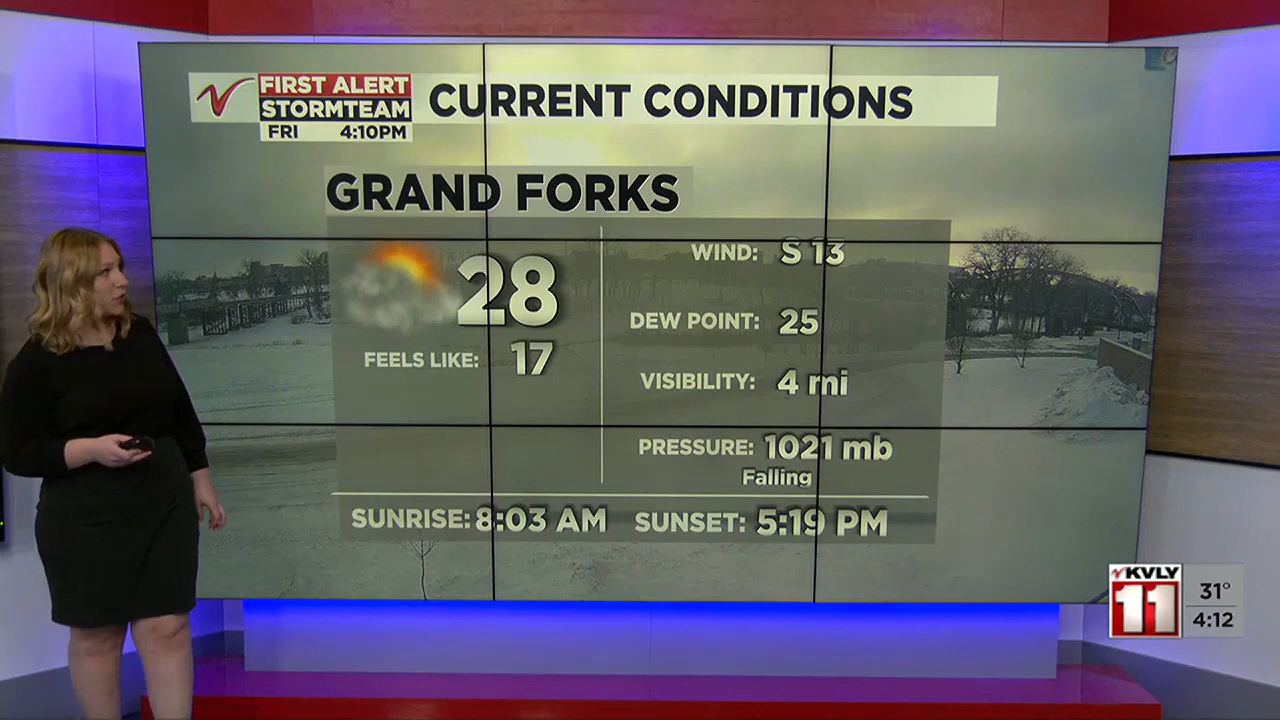 FIRST ALERT
STORMTEAM
FRI 4:10PM
CURRENT CONDITIONS
GRAND FORKS
28
FEELS LIKE: 17
WIND: S 13
DEW POINT: 25
VISIBILITY: 4 mi
PRESSURE: 1021 mb
Falling
SUNRISE: 8:03 AM SUNSET: 5:19 PM
KVLY
11
31°
4:12